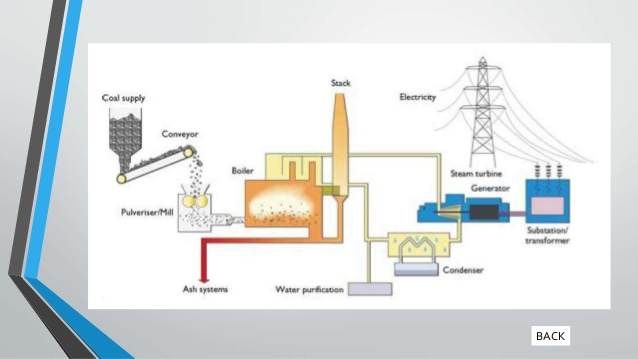 Stack
Coal supply
Electricity
Conveyor
Boiler
Steam turbine
Generator
Pulveriser/Mill
Substation/
transformer
Condenser
Ash systems
Water purification
BACK